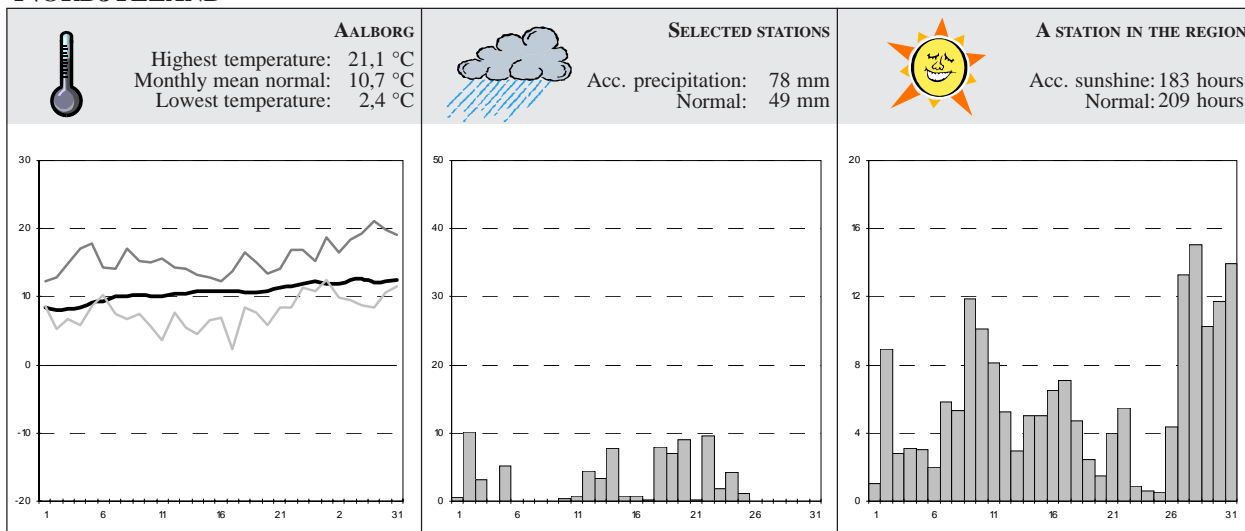 AALBORG
Highest temperature: 21,1 °C
Monthly mean normal: 10,7 °C
Lowest temperature: 2,4 °C
SELECTED STATIONS
Acc. precipitation: 78 mm
Normal: 49 mm
A STATION IN THE REGION
Acc. sunshine: 183 hours
Normal: 209 hours
30
20
10
0
-10
-20
1 6 11 16 21 2 31
50
40
30
20
10
0
1 6 11 16 21 26 31
20
16
12
8
4
0
1 6 11 16 21 26 31